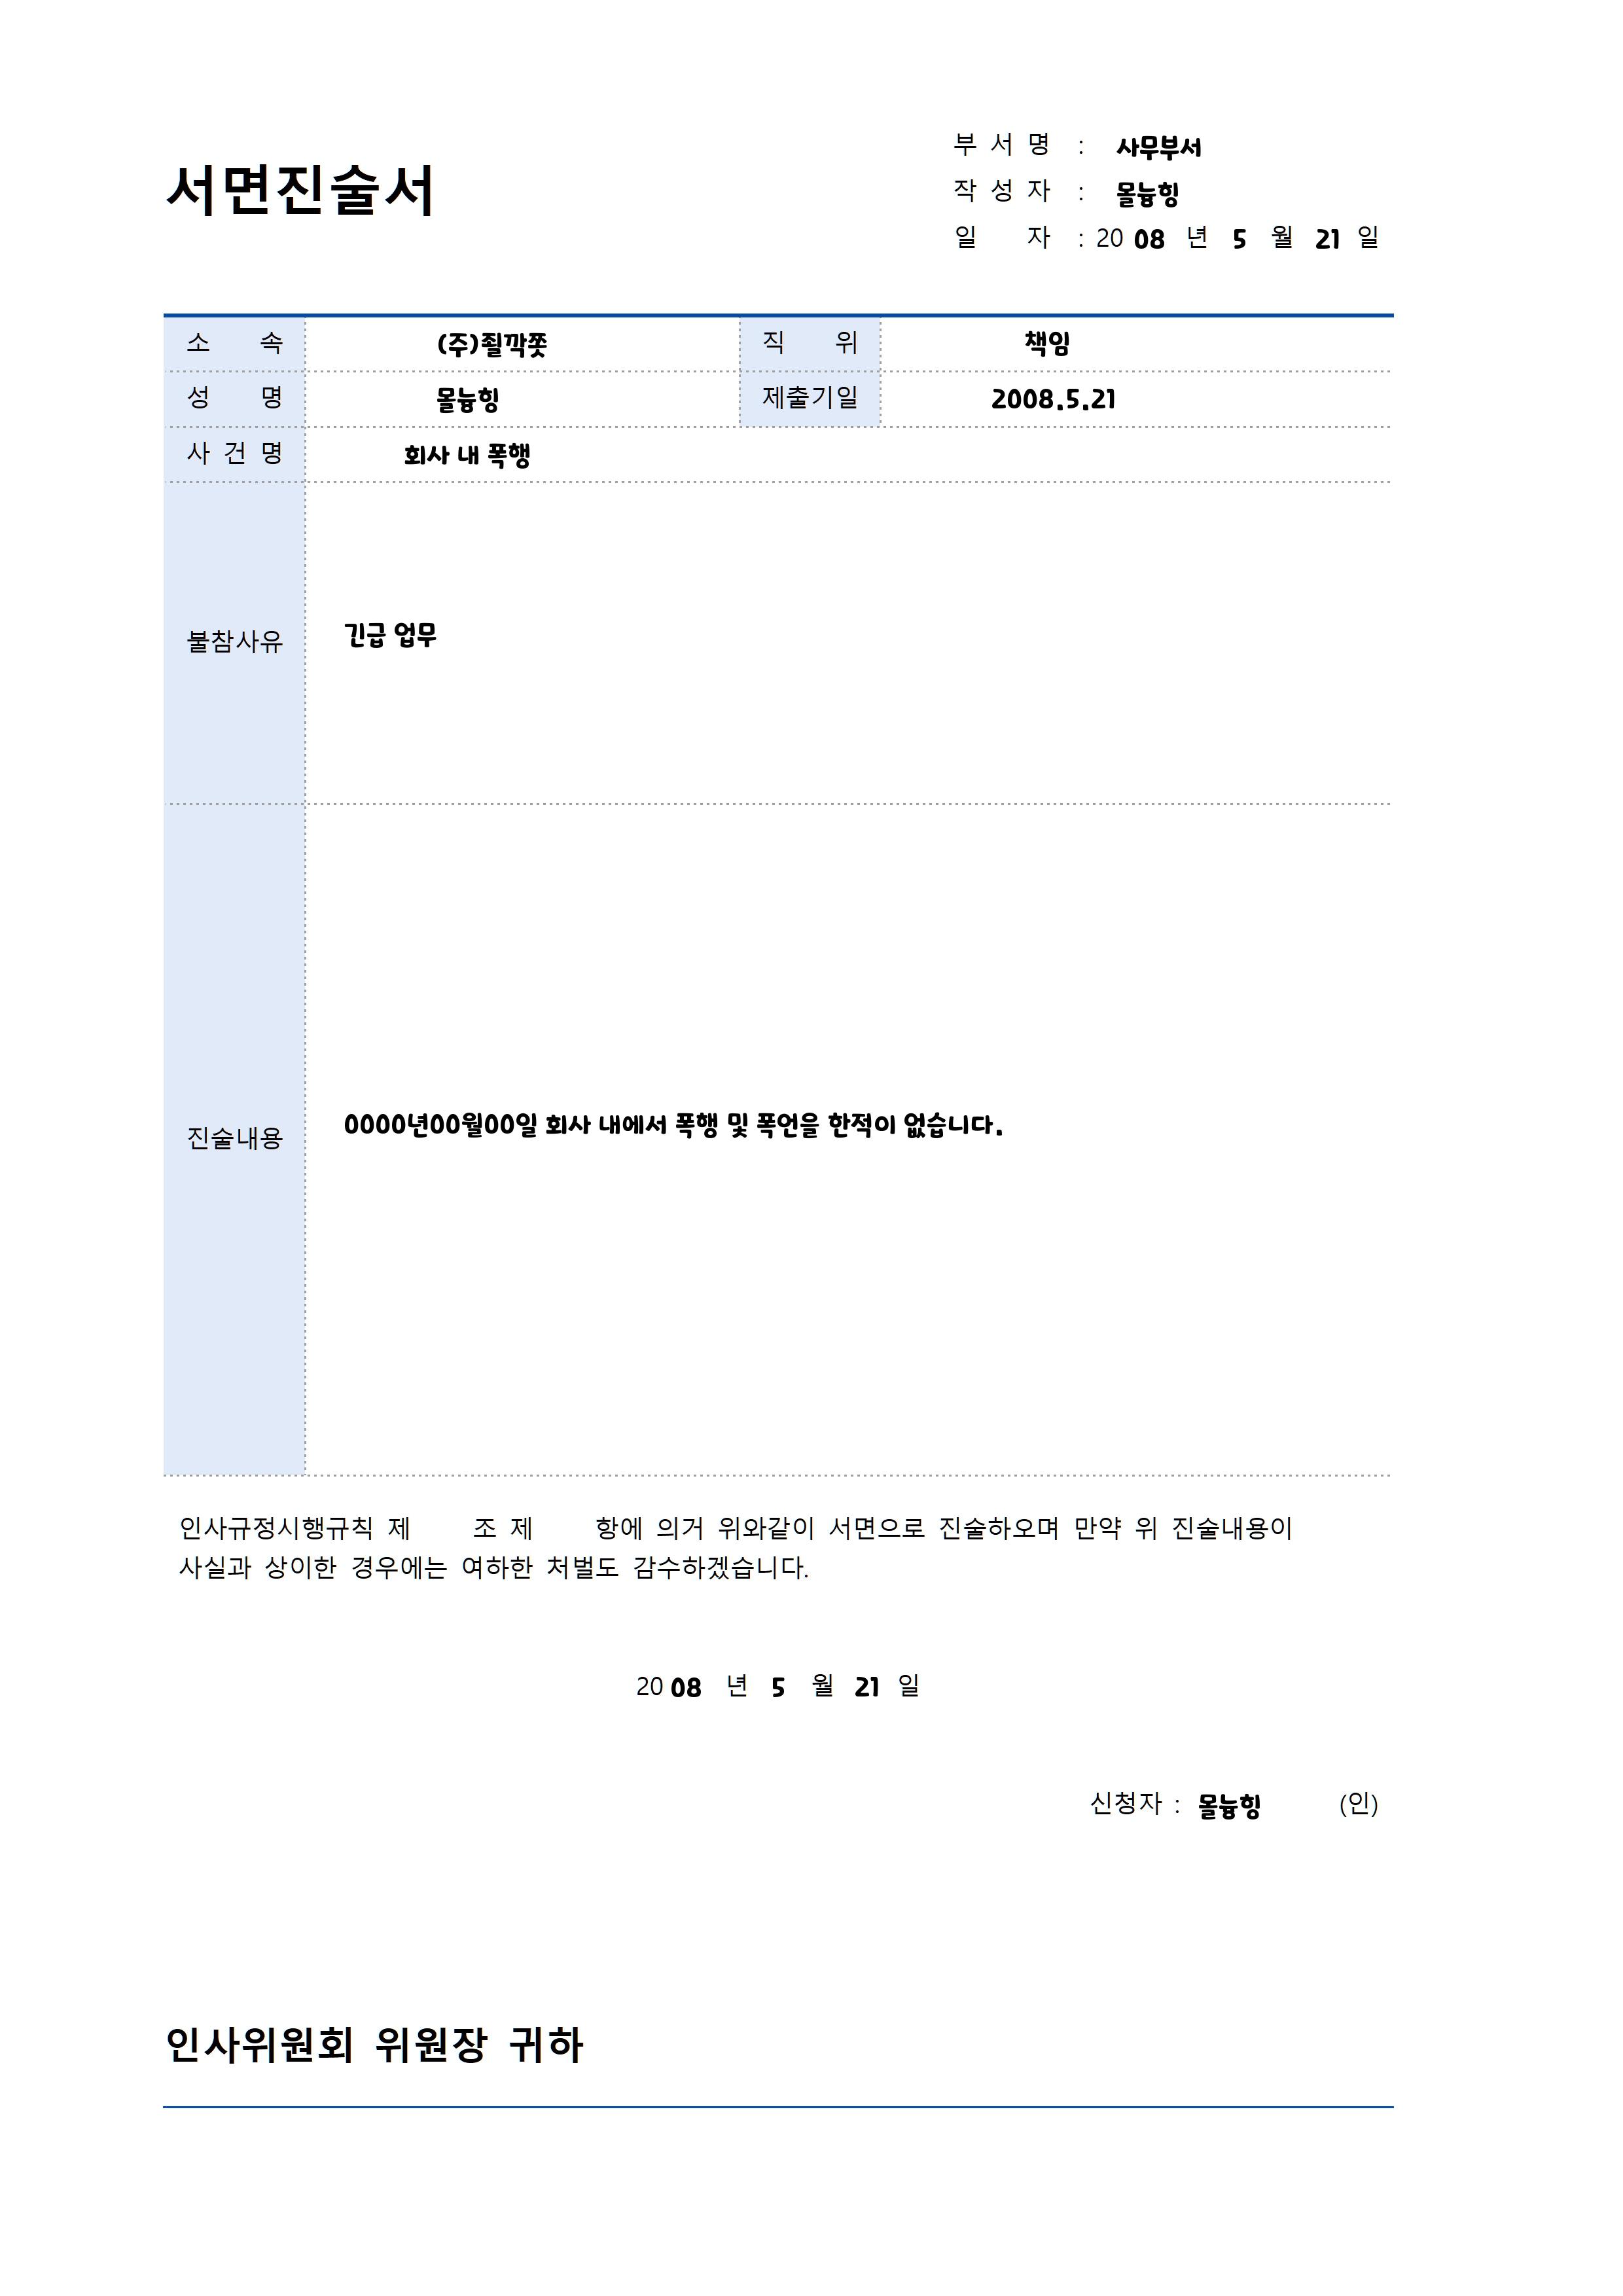 서면진술서
부 서 명 : 사무부서
작 성 자 : 몰늏힝
일 자 : 20 08 년 5 월 21 일
소 속 (주)죌깍쫒 직 위 책임
성 명 몰늏힝 제출기일 2008.5.21
사 건 명 회사 내 폭행
불참사유 긴급 업무
진술내용 0000년00월00일 회사 내에서 폭행 및 폭언을 한적이 없습니다.
인사규정시행규칙 제 조 제 항에 의거 위와같이 서면으로 진술하오며 만약 위 진술내용이
사실과 상이한 경우에는 여하한 처벌도 감수하겠습니다.
20 08 년 5 월 21 일
신청자 : 몰늏힝 (인)
인사위원회 위원장 귀하